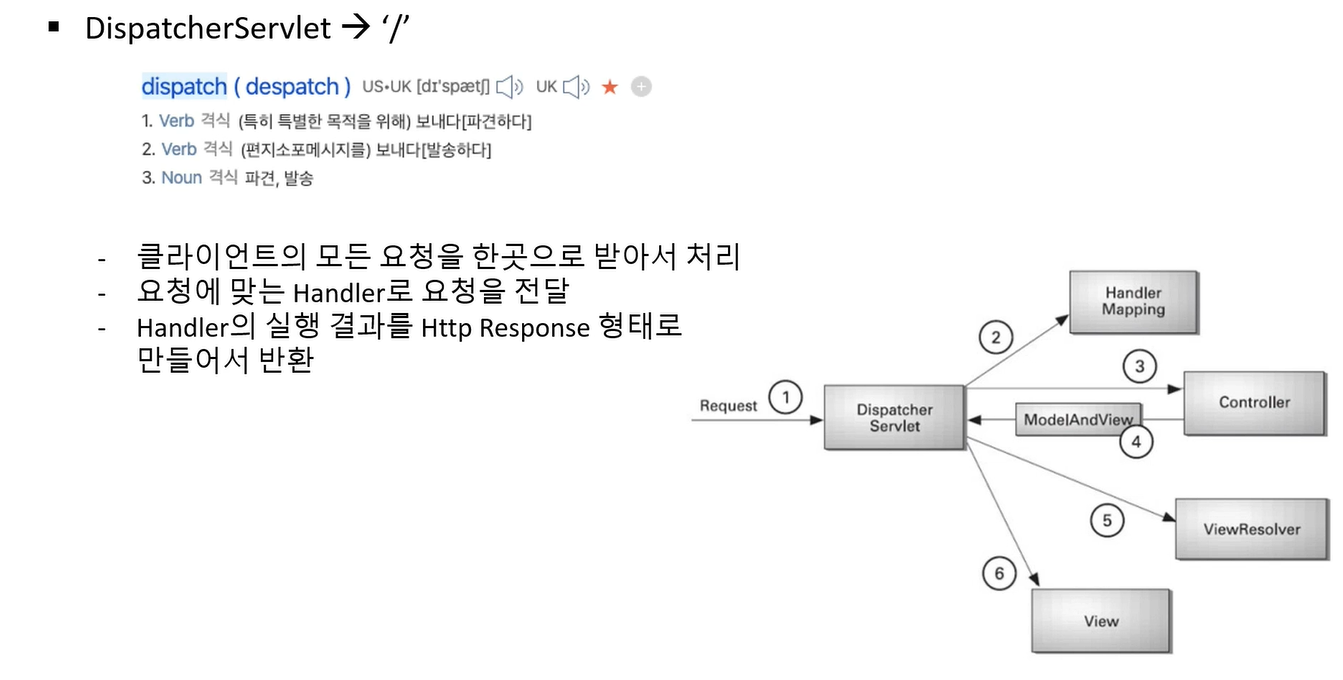 ▪ DispatcherServlet → ‘/’
dispatch ( despatch ) US•UK [dɪ'spætʃ] UK ★ +
1. Verb 격식 (특히 특별한 목적을 위해) 보내다[파견하다]
2. Verb 격식 (편지소포메시지를) 보내다[발송하다]
3. Noun 격식 파견, 발송
- 클라이언트의 모든 요청을 한곳으로 받아서 처리
- 요청에 맞는 Handler로 요청을 전달
- Handler의 실행 결과를 Http Response 형태로
만들어서 반환
Request
1
Dispatcher
Servlet
2
Handler
Mapping
3
Controller
ModelAndView
4
5
ViewResolver
6
View